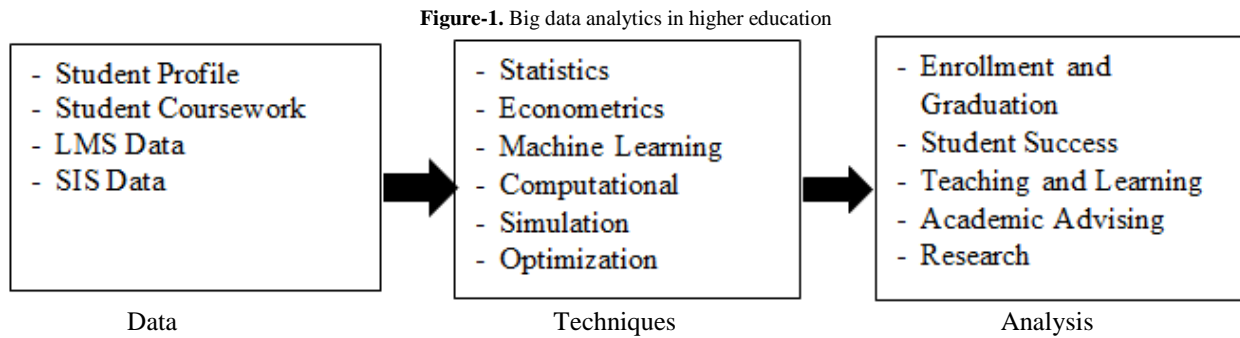 Figure-1. Big data analytics in higher education
- Student Profile
- Student Coursework
- LMS Data
- SIS Data
- Statistics
- Econometrics
- Machine Learning
- Computational
- Simulation
- Optimization
- Enrollment and
Graduation
- Student Success
- Teaching and Learning
- Academic Advising
- Research
Data
Techniques
Analysis